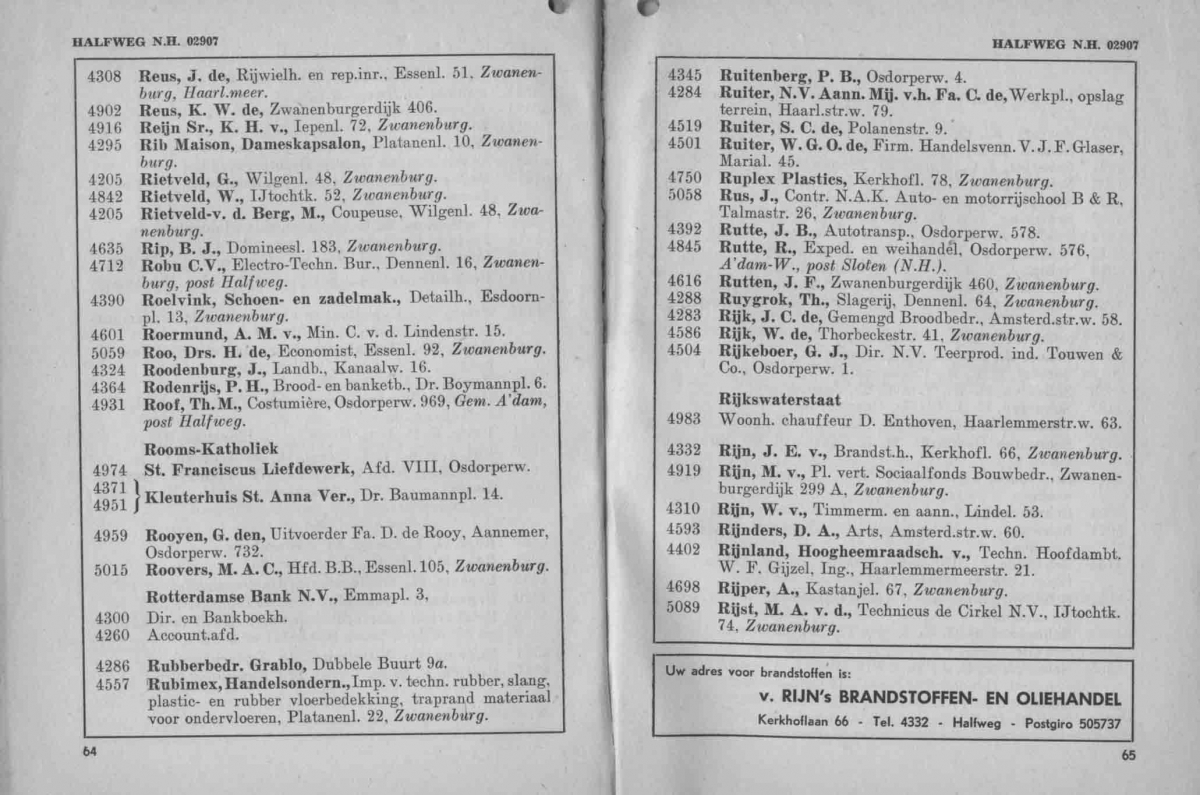 HALFWEG N.H. 02907
4308 Reus, J. de, Rijwielh. en rep.inr., Essenl. 51, Zwanen-
burg, Haarl.meer.
4902 Reus, K. W. de, Zwanenburgerdijk 406.
4916 Reijn Sr., K. H. v., Iepenl. 72, Zwanenburg.
4295 Rib Maison, Dameskapsalon, Platanenl. 10, Zwanen-
burg.
4205 Rietveld, G., Wilgenl. 48, Zwanenburg.
4842 Rietveld, W., IJtochtk. 52, Zwanenburg.
4205 Rietveld-v. d. Berg, M., Coupeuse, Wilgenl. 48, Zwa-
nenburg.
4635 Rip, B. J., Domineesl. 183, Zwanenburg.
4712 Robu C.V., Electro-Techn. Bur., Dennenl. 16, Zwanen-
burg, post Halfweg.
4390 Roelvink, Schoen- en zadelmak., Detailh., Esdoorn-
pl. 13, Zwanenburg.
4601 Roermund, A. M. v., Min. C. v. d. Lindenstr. 15.
5059 Roo, Drs. H. de, Economist, Essenl. 92, Zwanenburg.
4324 Roodenburg, J., Landb., Kanaalw. 16.
4364 Rodenrijs, P. H., Brood- en banketb., Dr. Boymannpl. 6.
4931 Roof, Th. M., Costumière, Osdorperw. 969, Gem. A'dam,
post Halfweg.
Rooms-Katholiek
4974 St. Franciscus Liefdewerk, Afd. VIII, Osdorperw.
4371
4951 } Kleuterhuis St. Anna Ver., Dr. Baumannpl. 14.
4959 Rooyen, G. den, Uitvoerder Fa. D. de Rooy, Aannemer,
Osdorperw. 732.
5015 Roovers, M. A. C., Hfd. B.B., Essenl. 105, Zwanenburg.
Rotterdamse Bank N.V., Emmapl. 3,
4300 Dir. en Bankboekh.
4260 Account.afd.
4286 Rubberbedr. Grablo, Dubbele Buurt 9a.
4557 Rubimex, Handelsondern., Imp. v. techn. rubber, slang,
plastic- en rubber vloerbedekking, traprand materiaal
voor ondervloeren, Platanenl. 22, Zwanenburg.
64
HALFWEG N.H. 02907
4345 Ruitenberg, P. B., Osdorperw. 4.
4284 Ruiter, N.V. Aann. Mij. v.h. Fa. C. de, Werkpl., opslag
terrein, Haarl.str.w. 79.
4519 Ruiter, S. C. de, Polanenstr. 9.
4501 Ruiter, W. G. O. de, Firm. Handelsvenn. V. J. F. Glaser,
Marial. 45.
4750 Ruplex Plastics, Kerkhofl. 78, Zwanenburg.
5058 Rus, J., Contr. N.A.K. Auto- en motorrijschool B & R,
Talmastr. 26, Zwanenburg.
4392 Rutte, J. B., Autotransp., Osdorperw. 578.
4845 Rutte, R., Exped. en weihandel, Osdorperw. 576,
A'dam-W., post Sloten (N.H.).
4616 Rutten, J. F., Zwanenburgerdijk 460, Zwanenburg.
4288 Ruygrok, Th., Slagerij, Dennenl. 64, Zwanenburg.
4283 Rijk, J. C. de, Gemengd Broodbedr., Amsterd.str.w. 58.
4586 Rijk, W. de, Thorbeckestr. 41, Zwanenburg.
4504 Rijkeboer, G. J., Dir. N.V. Teerprod. ind. Touwen &
Co., Osdorperw. 1.
Rijkswaterstaat
4983 Woonh. chauffeur D. Enthoven, Haarlemmerstr.w. 63.
4332 Rijn, J. E. v., Brandst.h., Kerkhofl. 66, Zwanenburg.
4919 Rijn, M. v., Pl. vert. Sociaalfonds Bouwbedr., Zwanen-
burgerdijk 299 A, Zwanenburg.
4310 Rijn, W. v., Timmerm. en aann., Lindel. 53.
4593 Rijnders, D. A., Arts, Amsterd.str.w. 60.
4402 Rijnland, Hoogheemraadsch. v., Techn. Hoofdambt.
W. F. Gijzel, Ing., Haarlemmermeerstr. 21.
4698 Rijper, A., Kastanjel. 67, Zwanenburg.
5089 Rijst, M. A. v. d., Technicus de Cirkel N.V., IJtochtk.
74, Zwanenburg.
Uw adres voor brandstoffen is:
v. RIJN's BRANDSTOFFEN- EN OLIEHANDEL
Kerkhoflaan 66 - Tel. 4332 - Halfweg - Postgiro 505737
65